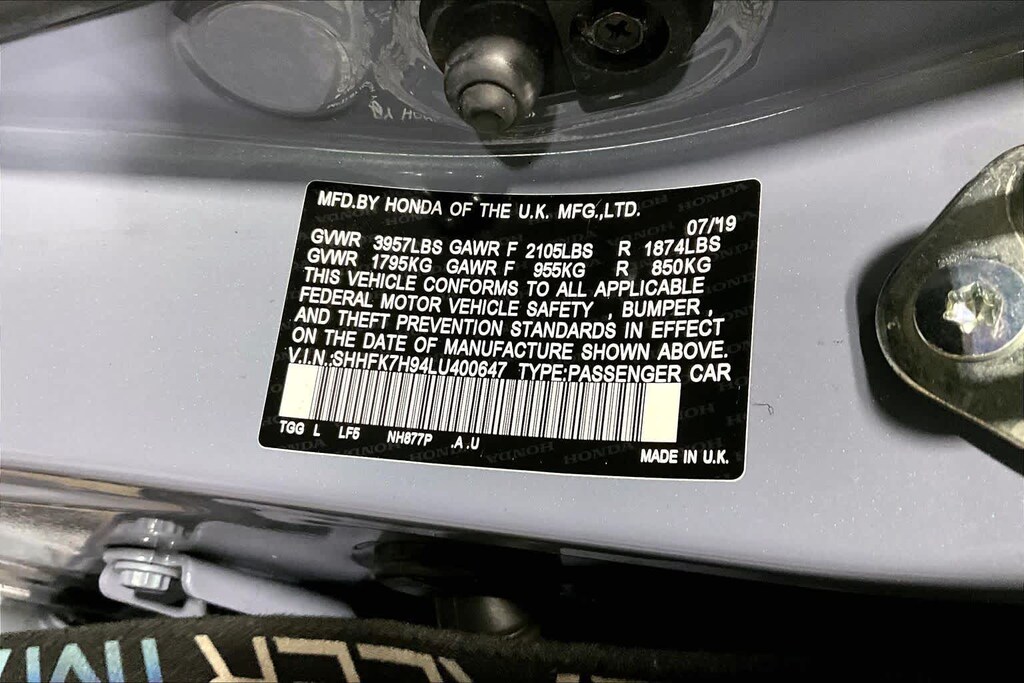 MFD.BY HONDA OF THE U.K. MFG.,LTD.
07/19
GVWR 3957LBS GAWR F 2105LBS R 1874LBS
GVWR 1795KG GAWR F 955KG R 850KG
THIS VEHICLE CONFORMS TO ALL APPLICABLE
FEDERAL MOTOR VEHICLE SAFETY , BUMPER ,
AND THEFT PREVENTION STANDARDS IN EFFECT
ON THE DATE OF MANUFACTURE SHOWN ABOVE.
V.I.N.:SHHFK7H94LU400647 TYPE:PASSENGER CAR
TGG L LF5 NH877P .A .U
MADE IN U.K.